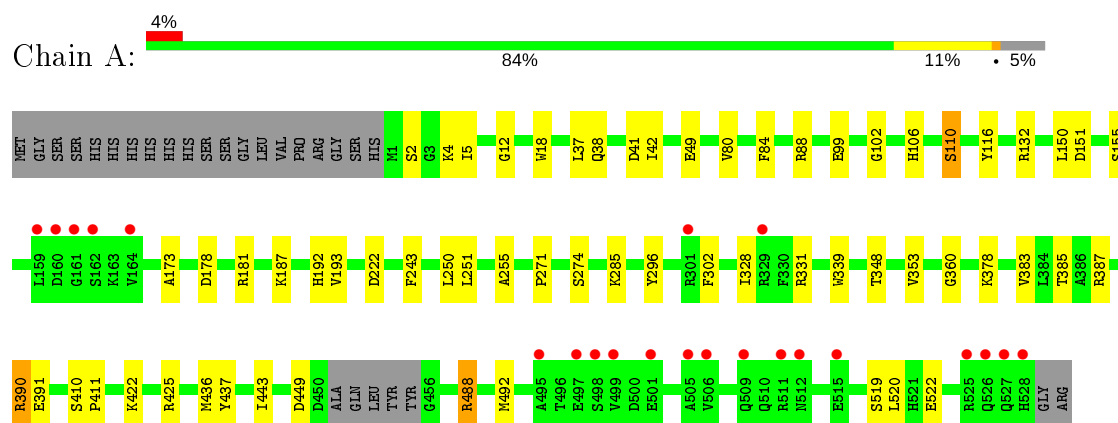 4%
Chain A:
84% 11% • 5%
MET GLY SER SER HIS HIS HIS HIS HIS HIS SER SER GLY LEU VAL PRO ARG GLY SER HIS M1 S2 G3 K4 I5 G12 W18 L37 Q38 D41 I42 E49 V80 F84 R88 E99 G102 H106 S110 Y116 R132 L150 D151 S155
L159 D160 G161 S162 K163 V164 A173 D178 R181 K187 H192 V193 D222 F243 L250 L251 A255 P271 S274 K285 Y296 R301 F302 I328 R329 F330 R331 W339 T348 V353 G360 K378 V383 L384 T385 A386 R387
R390 E391 S410 P411 K422 R425 M436 Y437 I443 D449 D450 ALA GLN LEU TYR TYR G456 R488 M492 A495 T496 E497 S498 V499 D500 E501 A505 V506 Q509 Q510 R511 N512 E515 S519 L520 H521 E522 R525 Q526 Q527 H528 GLY ARG